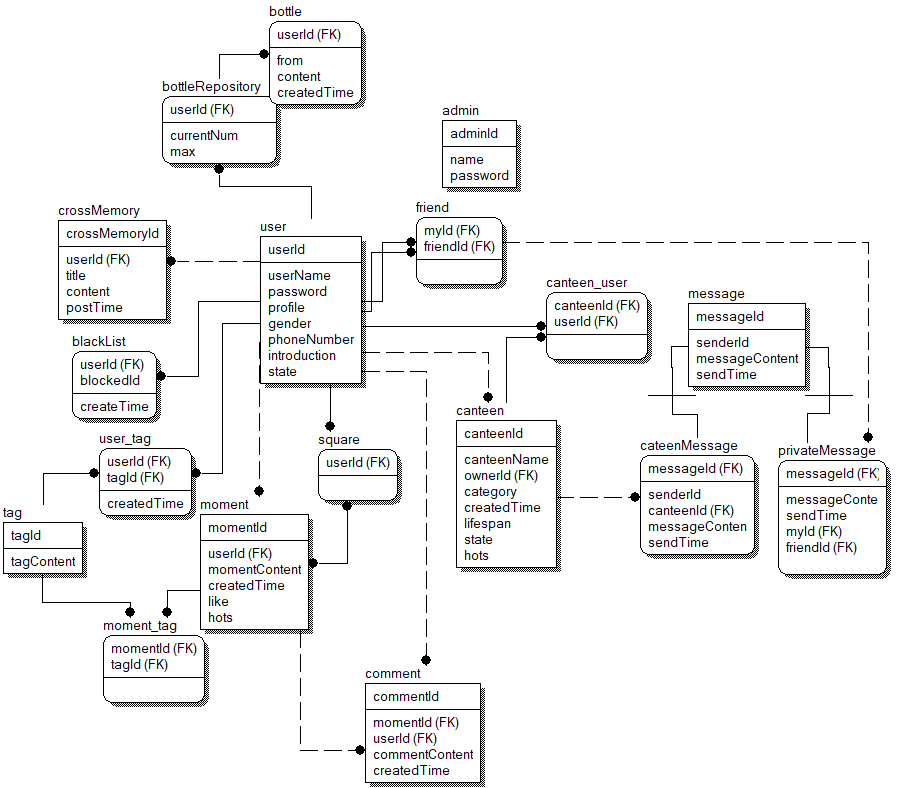 bottle
userId (FK)
from
content
createdTime
bottleRepository
userId (FK)
currentNum
max
admin
adminId
name
password
crossMemory
crossMemoryId
userId (FK)
title
content
postTime
user
userId
userName
password
profile
gender
phoneNumber
introduction
state
friend
myId (FK)
friendId (FK)
canteen_user
canteenId (FK)
userId (FK)
message
messageId
senderId
messageContent
sendTime
blackList
userId (FK)
blockedId
createTime
user_tag
userId (FK)
tagId (FK)
createdTime
square
userId (FK)
canteen
canteenId
canteenName
ownerId (FK)
category
createdTime
lifespan
state
hots
cateenMessage
messageId (FK)
senderId
canteenId (FK)
messageConten
sendTime
privateMessage
messageId (FK)
messageConte
sendTime
myId (FK)
friendId (FK)
tag
tagId
tagContent
moment
momentId
userId (FK)
momentContent
createdTime
like
hots
moment_tag
momentId (FK)
tagId (FK)
comment
commentId
momentId (FK)
userId (FK)
commentContent
createdTime